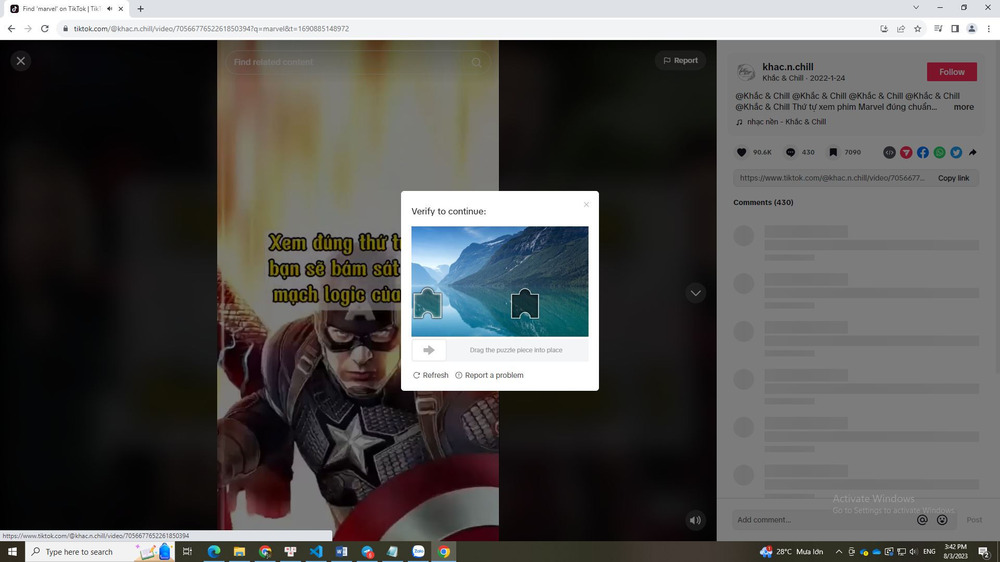 Find 'marvel' on TikTok | TikT
tiktok.com/@khac.n.chill/video/7056677652261850394?q=marvel&t=1690885148972
Find related content
Report
khac.n.chill
Khắc & Chill · 2022-1-24
Follow
@Khắc & Chill @Khắc & Chill @Khắc & Chill @Khắc & Chill
@Khắc & Chill Thứ tự xem phim Marvel đúng chuẩn... more
nhạc nền - Khắc & Chill
90.6K 430 7090
https://www.tiktok.com/@khac.n.chill/video/7056677... Copy link
Comments (430)
Xem đúng thứ
bạn sẽ bám sát
mạch logic của
Verify to continue:
Drag the puzzle piece into place
Refresh Report a problem
Activate Windows
Go to Settings to activate Windows.
Add comment... Post
https://www.tiktok.com/@khac.n.chill/video/7056677652261850394
Type here to search
6
Zalo
1
28°C Mưa lớn
ENG
3:42 PM
8/3/2023
2